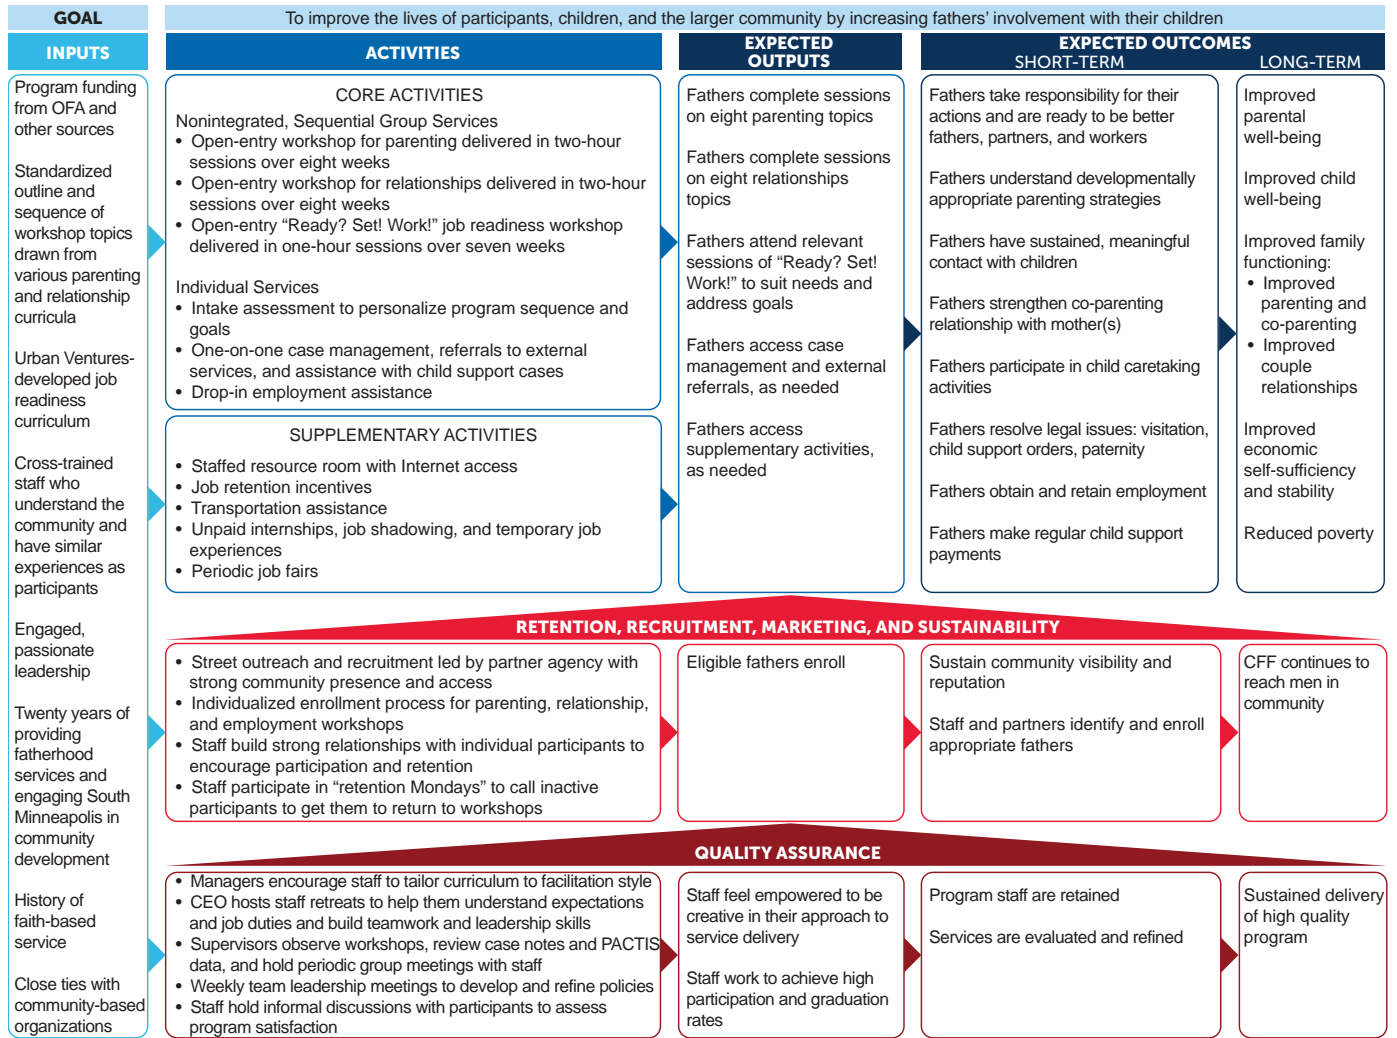 GOAL
To improve the lives of participants, children, and the larger community by increasing fathers' involvement with their children
INPUTS
Program funding
from OFA and
other sources
Standardized
outline and
sequence of
workshop topics
drawn from
various parenting
and relationship
curricula
Urban Ventures-
developed job
readiness
curriculum
Cross-trained
staff who
understand the
community and
have similar
experiences as
participants
Engaged,
passionate
leadership
Twenty years of
providing
fatherhood
services and
engaging South
Minneapolis in
community
development
History of
faith-based
service
Close ties with
community-based
organizations
ACTIVITIES
CORE ACTIVITIES
Nonintegrated, Sequential Group Services
• Open-entry workshop for parenting delivered in two-hour
sessions over eight weeks
• Open-entry workshop for relationships delivered in two-hour
sessions over eight weeks
• Open-entry “Ready? Set! Work!” job readiness workshop
delivered in one-hour sessions over seven weeks
Individual Services
• Intake assessment to personalize program sequence and
goals
• One-on-one case management, referrals to external
services, and assistance with child support cases
• Drop-in employment assistance
SUPPLEMENTARY ACTIVITIES
• Staffed resource room with Internet access
• Job retention incentives
• Transportation assistance
• Unpaid internships, job shadowing, and temporary job
experiences
• Periodic job fairs
EXPECTED
OUTPUTS
Fathers complete sessions
on eight parenting topics
Fathers complete sessions
on eight relationships
topics
Fathers attend relevant
sessions of “Ready? Set!
Work!” to suit needs and
address goals
Fathers access case
management and external
referrals, as needed
Fathers access
supplementary activities,
as needed
EXPECTED OUTCOMES
SHORT-TERM
Fathers take responsibility for their
actions and are ready to be better
fathers, partners, and workers
Fathers understand developmentally
appropriate parenting strategies
Fathers have sustained, meaningful
contact with children
Fathers strengthen co-parenting
relationship with mother(s)
Fathers participate in child caretaking
activities
Fathers resolve legal issues: visitation,
child support orders, paternity
Fathers obtain and retain employment
Fathers make regular child support
payments
LONG-TERM
Improved
parental
well-being
Improved child
well-being
Improved family
functioning:
• Improved
parenting and
co-parenting
• Improved
couple
relationships
Improved
economic
self-sufficiency
and stability
Reduced poverty
RETENTION, RECRUITMENT, MARKETING, AND SUSTAINABILITY
• Street outreach and recruitment led by partner agency with
strong community presence and access
• Individualized enrollment process for parenting, relationship,
and employment workshops
• Staff build strong relationships with individual participants to
encourage participation and retention
• Staff participate in “retention Mondays” to call inactive
participants to get them to return to workshops
Eligible fathers enroll
Sustain community visibility and
reputation
Staff and partners identify and enroll
appropriate fathers
CFF continues to
reach men in
community
QUALITY ASSURANCE
• Managers encourage staff to tailor curriculum to facilitation style
• CEO hosts staff retreats to help them understand expectations
and job duties and build teamwork and leadership skills
• Supervisors observe workshops, review case notes and PACTIS
data, and hold periodic group meetings with staff
• Weekly team leadership meetings to develop and refine policies
• Staff hold informal discussions with participants to assess
program satisfaction
Staff feel empowered to be
creative in their approach to
service delivery
Staff work to achieve high
participation and graduation
rates
Program staff are retained
Services are evaluated and refined
Sustained delivery
of high quality
program